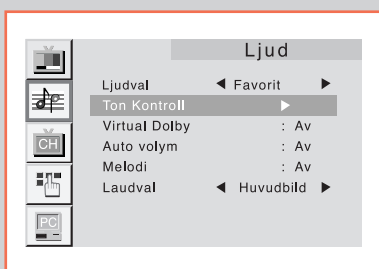 Ljud
Ljudval ◀ Favorit ▶
Ton Kontroll ▶
Virtual Dolby : Av
Auto volym : Av
Melodi : Av
Laudval ◀ Huvudbild ▶
CH
PC